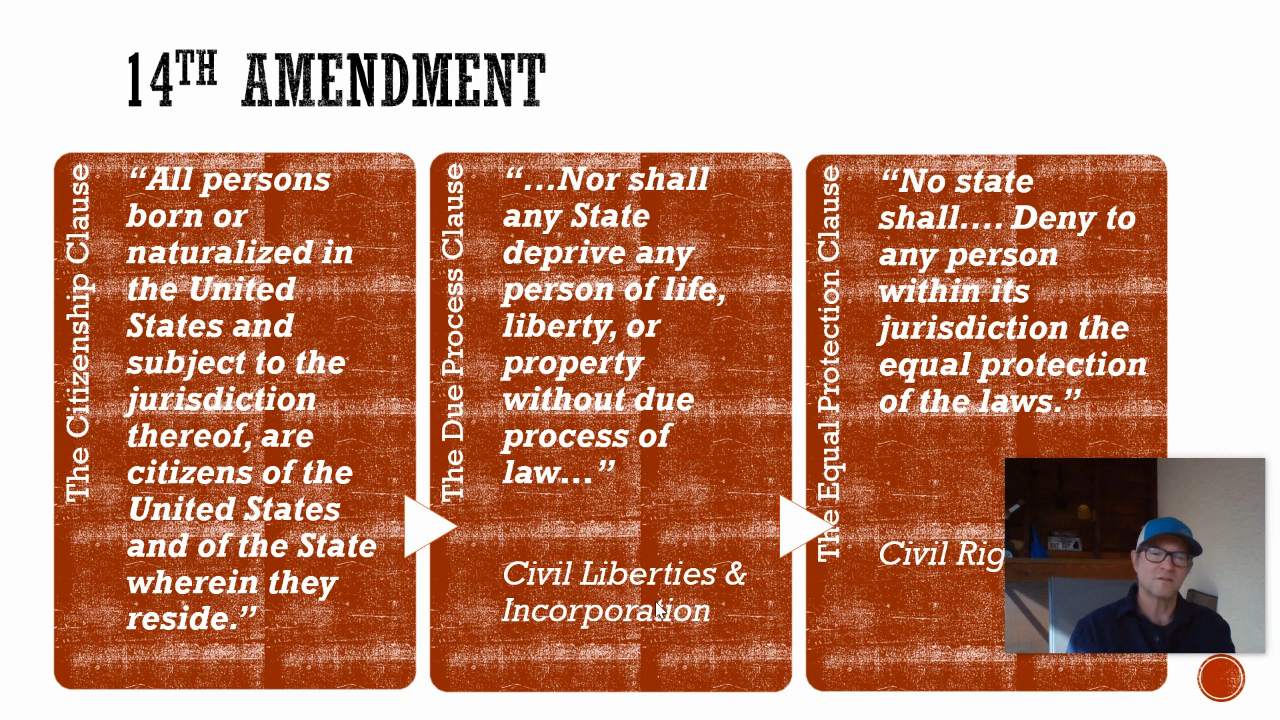 14TH AMENDMENT
The Citizenship Clause
“All persons
born or
naturalized in
the United
States and
subject to the
jurisdiction
thereof, are
citizens of the
United States
and of the State
wherein they
reside.”
The Due Process Clause
“…Nor shall
any State
deprive any
person of life,
liberty, or
property
without due
process of
law…”
Civil Liberties &
Incorporation
The Equal Protection Clause
“No state
shall…. Deny to
any person
within its
jurisdiction the
equal protection
of the laws.”
Civil Rig